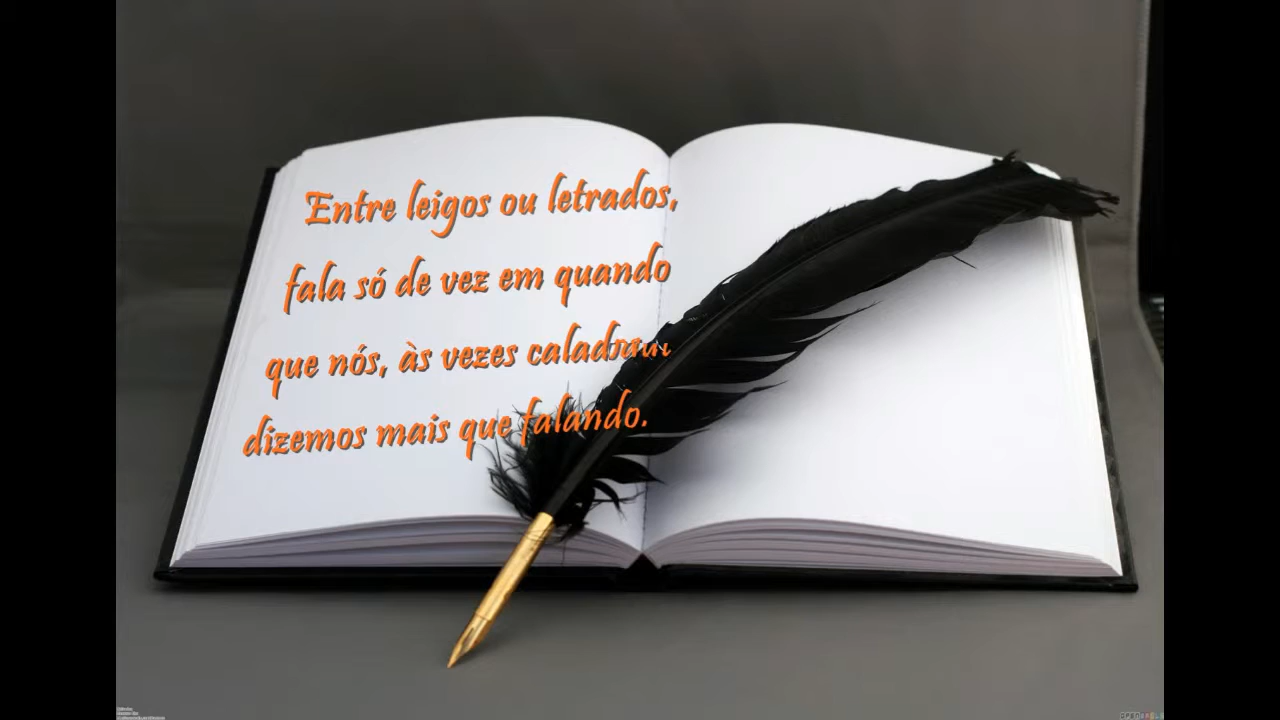 Entre leigos ou letrados,
fala só de vez em quando
que nós, às vezes
dizemos mais que falando.